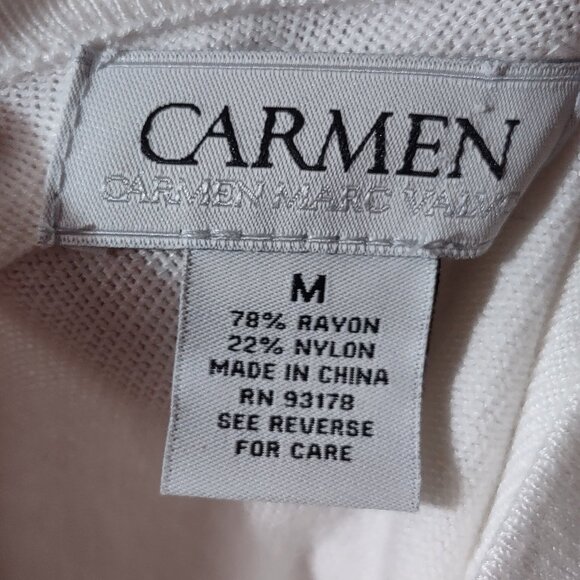 CARMEN
CARMEN MARC VALVO
M
78% RAYON
22% NYLON
MADE IN CHINA
RN 93178
SEE REVERSE
FOR CARE